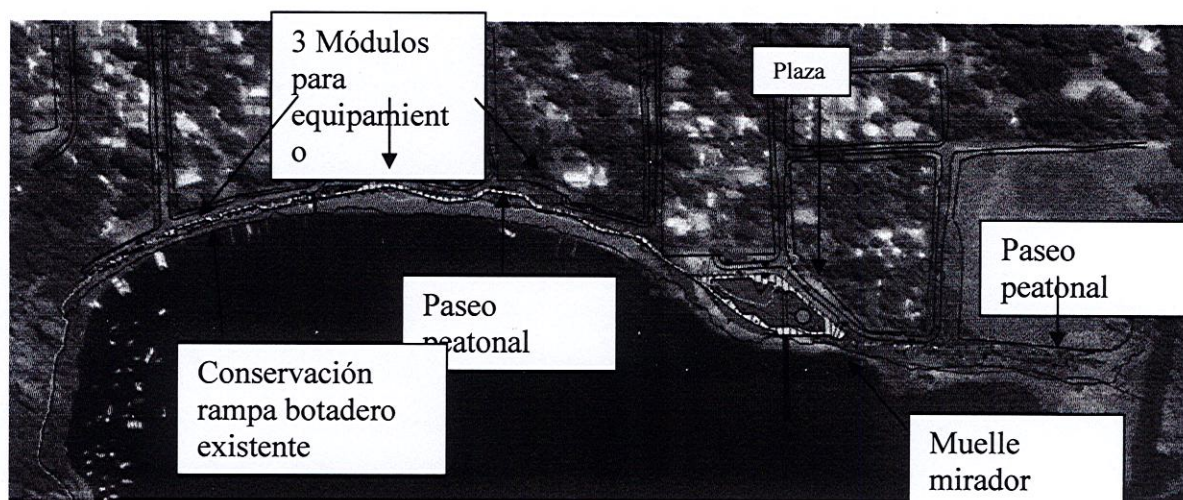 3 Módulos
para
equipamient
o
Plaza
Paseo
peatonal
Paseo
peatonal
Conservación
rampa botadero
existente
Muelle
mirador